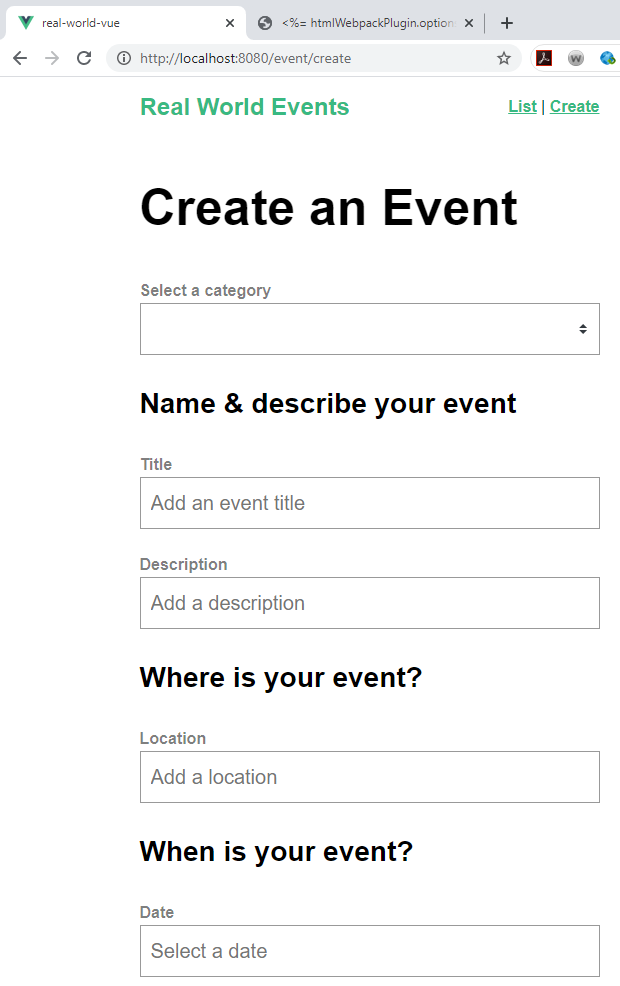 real-world-vue
<%= htmlWebpackPlugin.option
http://localhost:8080/event/create
Real World Events
List | Create
Create an Event
Select a category
Name & describe your event
Title
Add an event title
Description
Add a description
Where is your event?
Location
Add a location
When is your event?
Date
Select a date